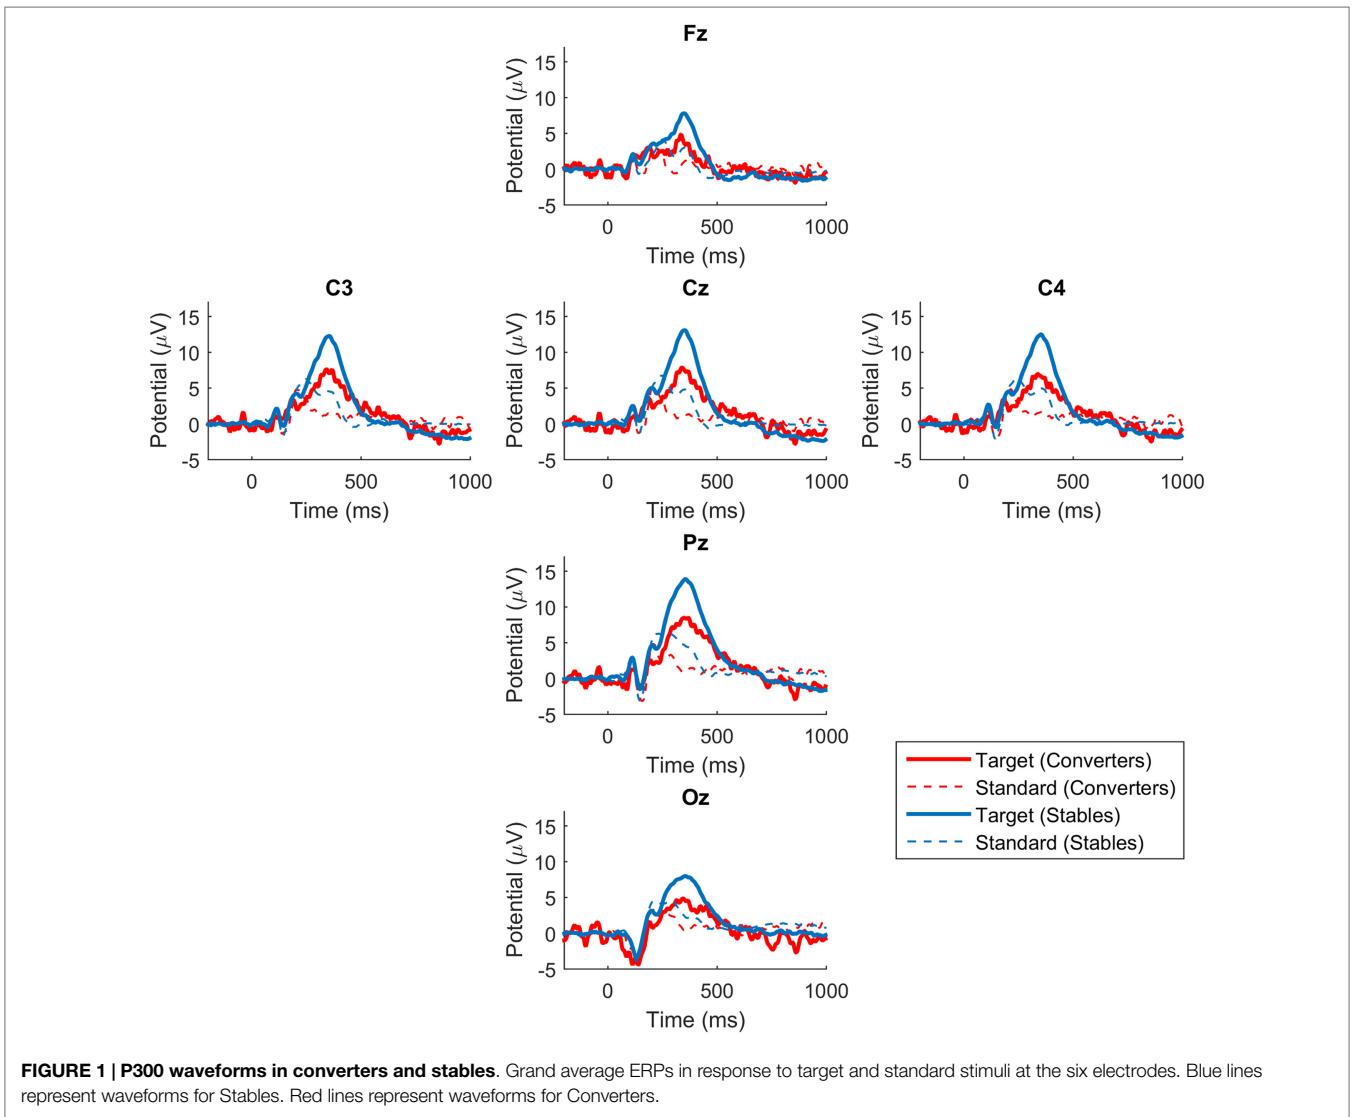 Fz
Potential (μV)
15
10
5
0
-5
0 500 1000
Time (ms)
C3
Potential (μV)
15
10
5
0
-5
0 500 1000
Time (ms)
Cz
Potential (μV)
15
10
5
0
-5
0 500 1000
Time (ms)
C4
Potential (μV)
15
10
5
0
-5
0 500 1000
Time (ms)
Pz
Potential (μV)
15
10
5
0
-5
0 500 1000
Time (ms)
Target (Converters)
Standard (Converters)
Target (Stables)
Standard (Stables)
Oz
Potential (μV)
15
10
5
0
-5
0 500 1000
Time (ms)
FIGURE 1 | P300 waveforms in converters and stables. Grand average ERPs in response to target and standard stimuli at the six electrodes. Blue lines
represent waveforms for Stables. Red lines represent waveforms for Converters.